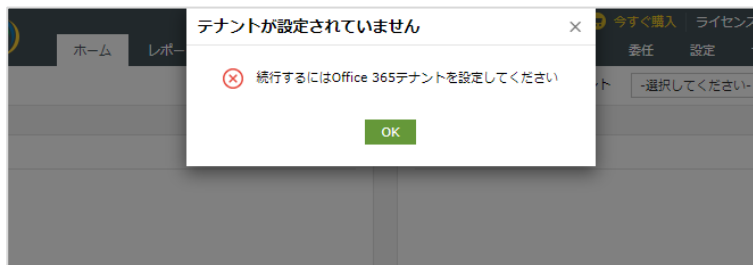 テナントが設定されていません ×
今すぐ購入 ライセンス
ホーム レポー
委任 設定
続行するにはOffice 365テナントを設定してください
ト -選択してください-
OK